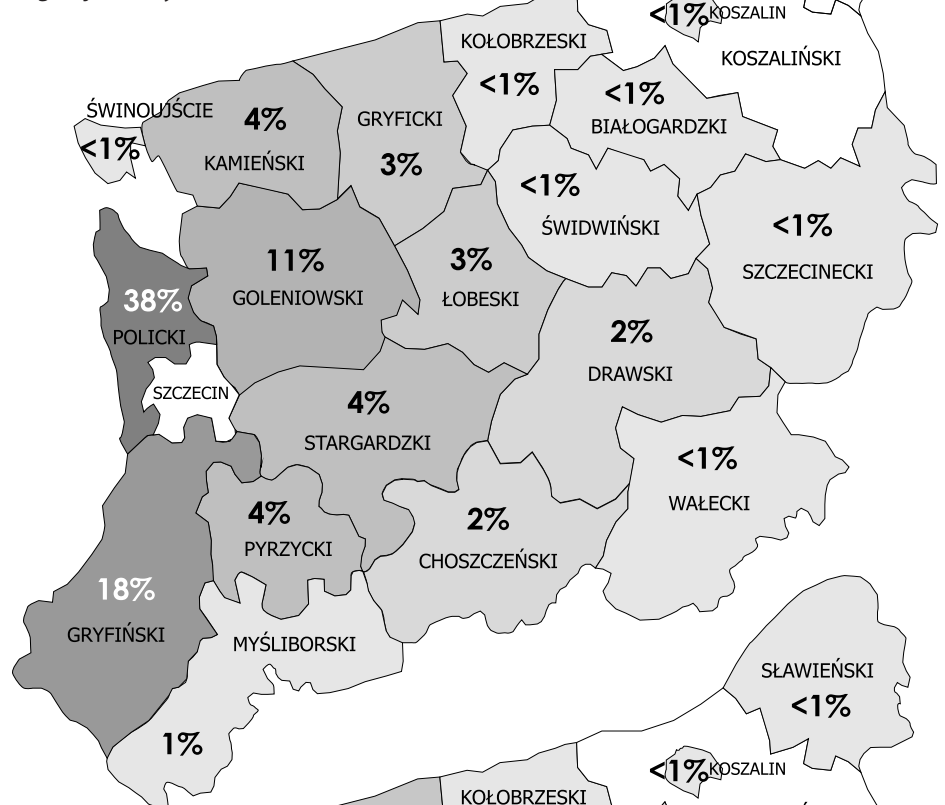 <1% KOSZALIN
KOŁOBRZESKI
<1%
KOSZALIŃSKI
ŚWINOUJŚCIE
<1%
4%
KAMIEŃSKI
GRYFICKI
3%
<1%
BIAŁOGARDZKI
<1%
ŚWIDWIŃSKI
<1%
SZCZECINECKI
11%
GOLENIOWSKI
3%
ŁOBESKI
38%
POLICKI
2%
DRAWSKI
SZCZECIN
4%
STARGARDZKI
<1%
WAŁECKI
4%
PYRZYCKI
2%
CHOSZCZEŃSKI
18%
GRYFIŃSKI
MYŚLIBORSKI
1%
SŁAWIEŃSKI
<1%
<1% KOSZALIN
KOŁOBRZESKI